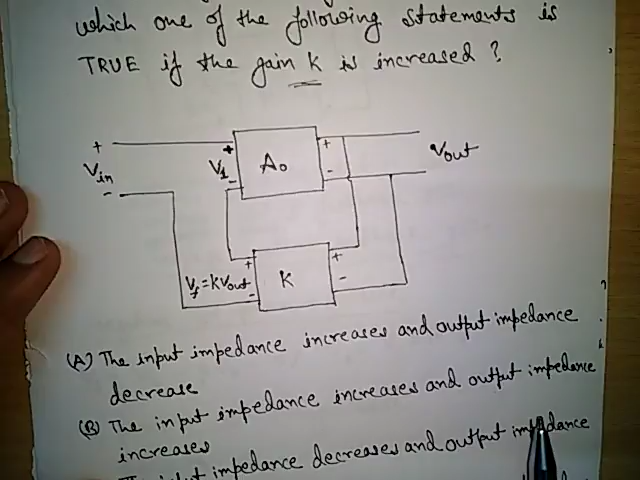 which one of the following statements is
TRUE if the gain k is increased ?
+
Vin
-
+
V1
-
A0
+
-
Vout
+
Vf = kVout
-
K
+
-
(A) The input impedance increases and output impedance
decrease
(B) The input impedance increases and output impedance
increases
input impedance decreases and output impedance